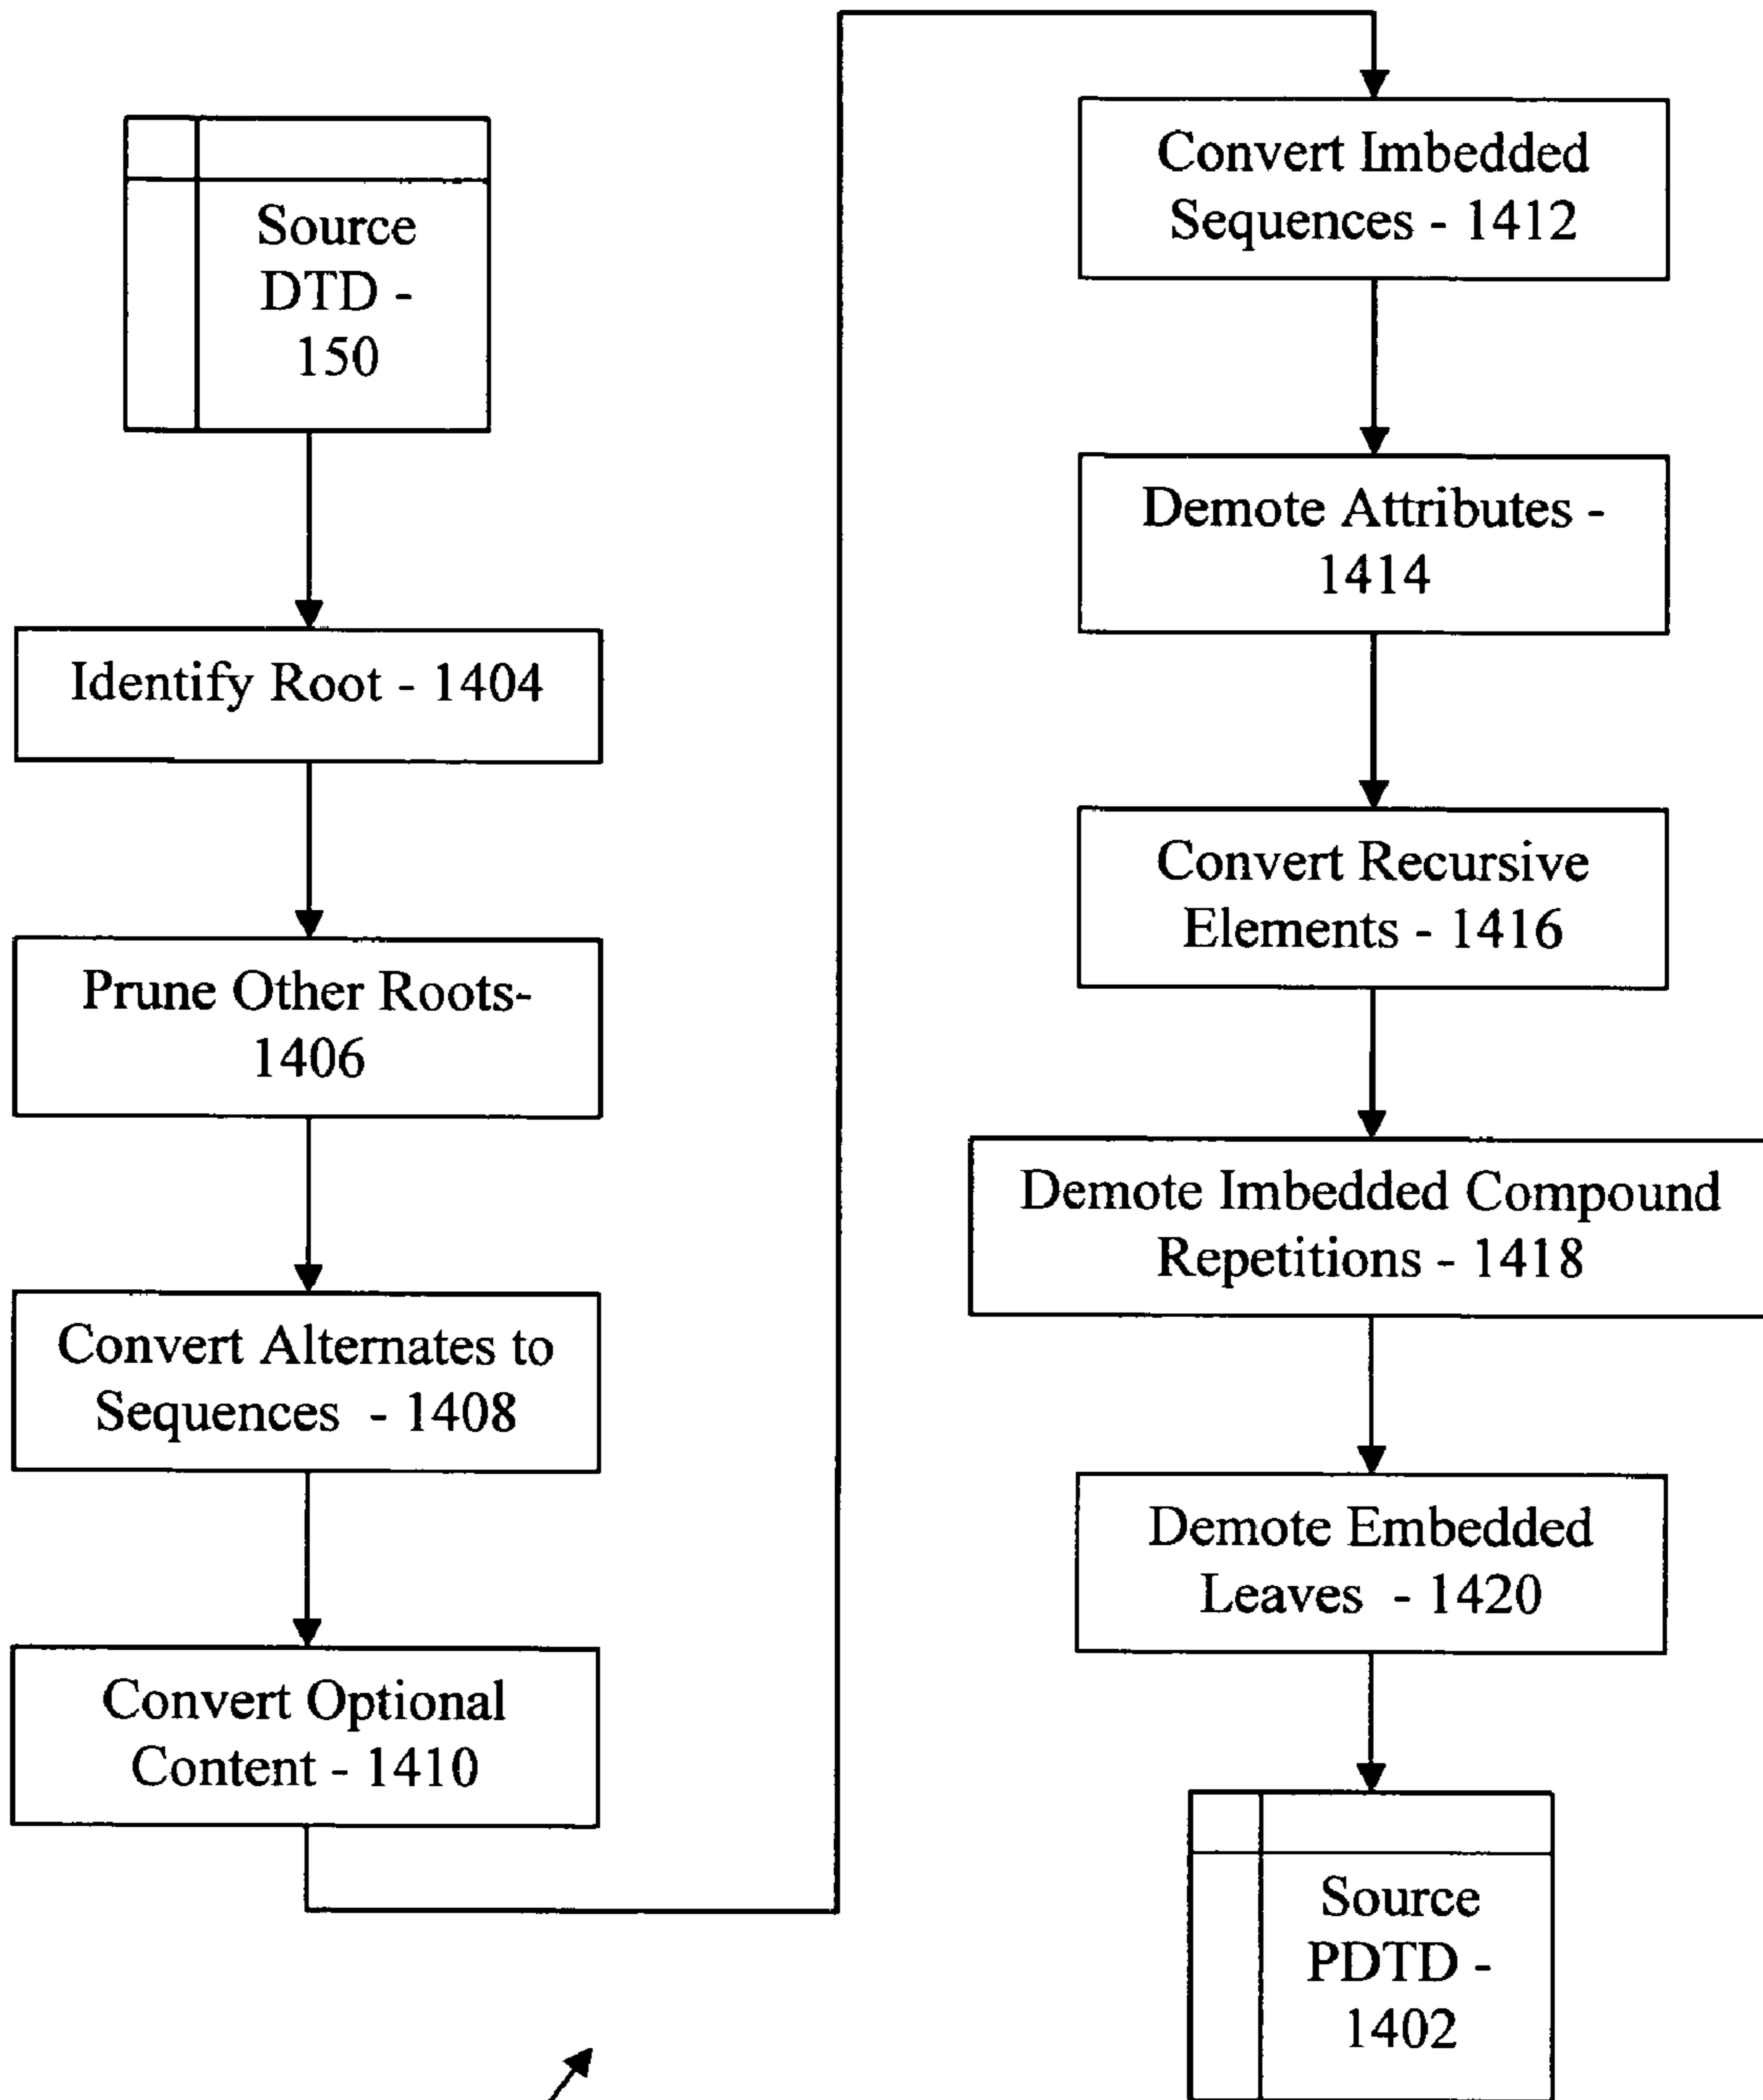 Source
DTD -
150
Identify Root - 1404
Prune Other Roots-
1406
Convert Alternates to
Sequences - 1408
Convert Optional
Content - 1410
Convert Imbedded
Sequences - 1412
Demote Attributes -
1414
Convert Recursive
Elements - 1416
Demote Imbedded Compound
Repetitions - 1418
Demote Embedded
Leaves - 1420
Source
PDTD -
1402